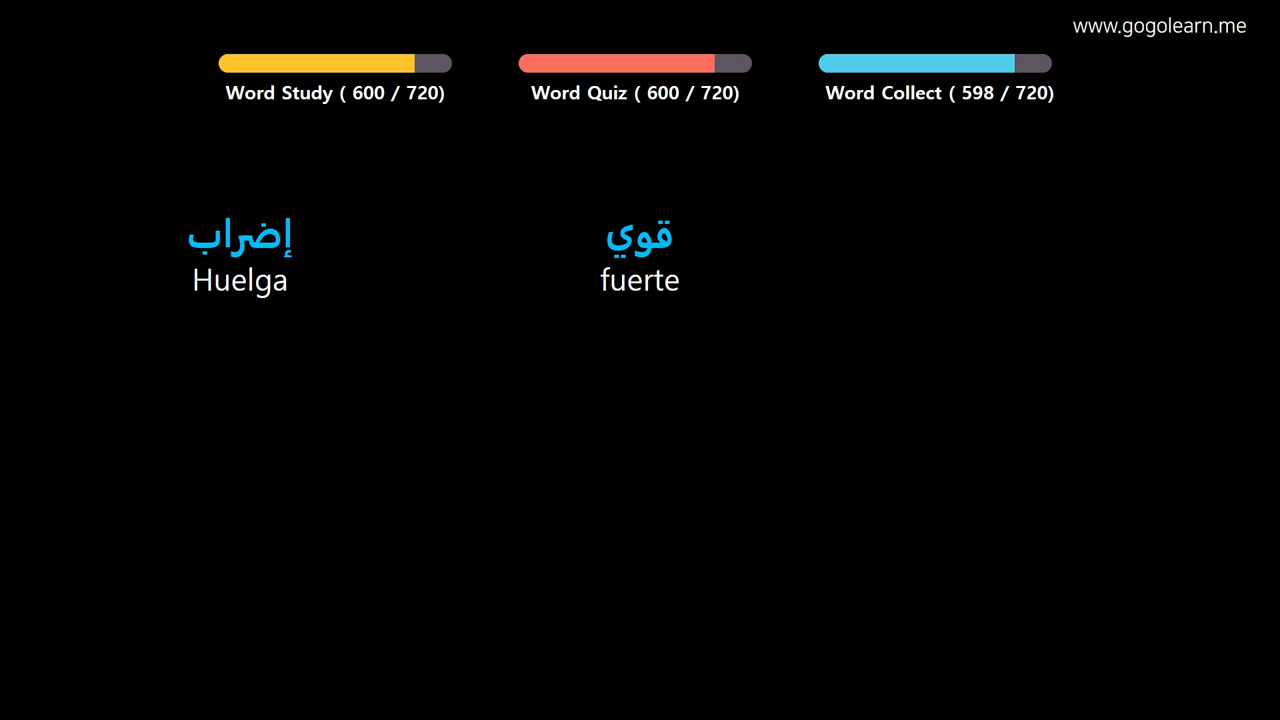 www.gogolearn.me
Word Study ( 600 / 720)
Word Quiz ( 600 / 720)
Word Collect ( 598 / 720)
إضراب
Huelga
قوي
fuerte